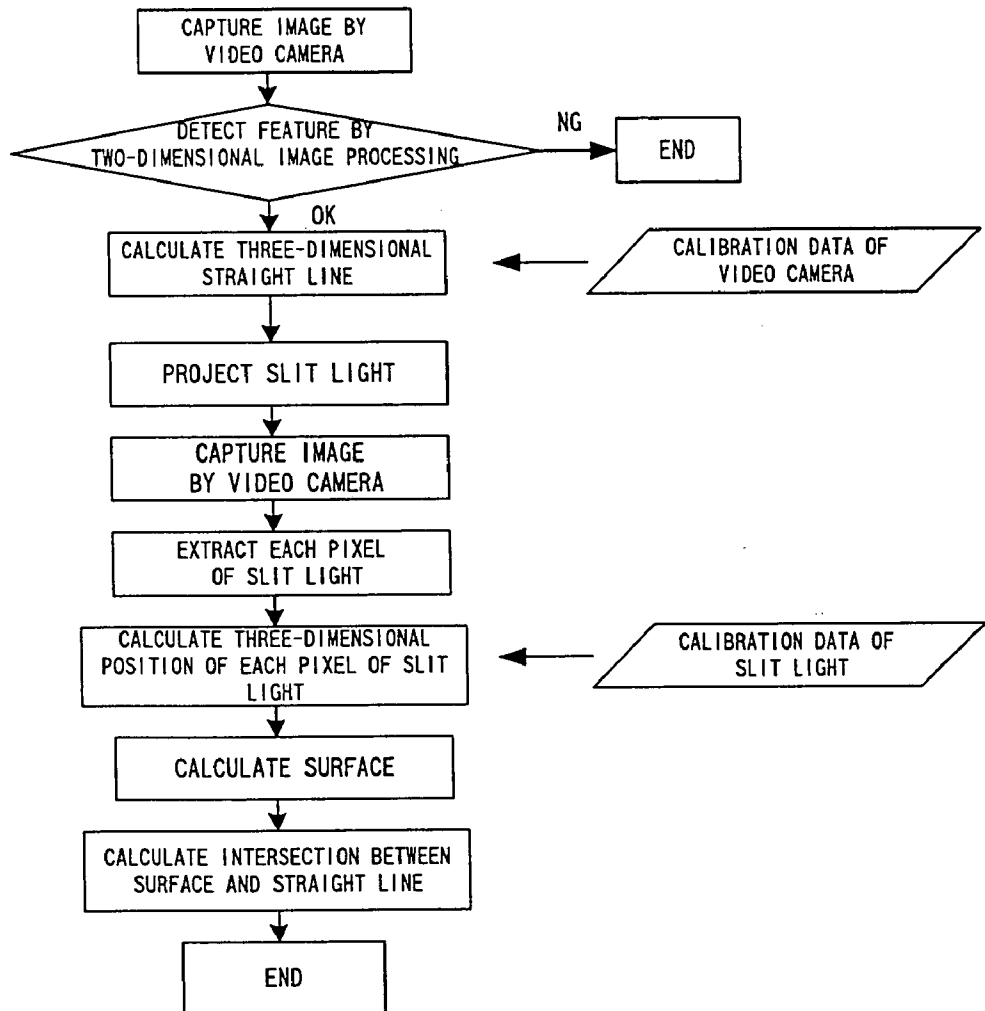 CAPTURE IMAGE BY
VIDEO CAMERA
DETECT FEATURE BY
TWO-DIMENSIONAL IMAGE PROCESSING
NG
END
OK
CALCULATE THREE-DIMENSIONAL
STRAIGHT LINE
CALIBRATION DATA OF
VIDEO CAMERA
PROJECT SLIT LIGHT
CAPTURE IMAGE
BY VIDEO CAMERA
EXTRACT EACH PIXEL
OF SLIT LIGHT
CALCULATE THREE-DIMENSIONAL
POSITION OF EACH PIXEL OF SLIT
LIGHT
CALIBRATION DATA OF
SLIT LIGHT
CALCULATE SURFACE
CALCULATE INTERSECTION BETWEEN
SURFACE AND STRAIGHT LINE
END